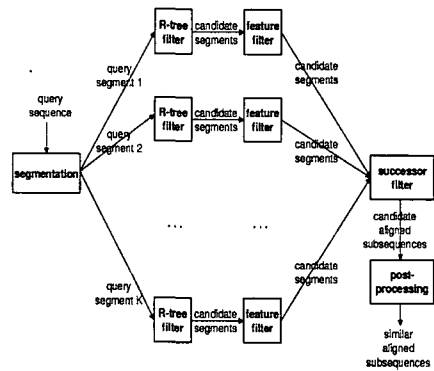 R-tree
filter
candidate
segments
feature
filter
query
segment 1
candidate
segments
query
sequence
R-tree
filter
candidate
segments
feature
filter
query
segment 2
candidate
segments
segmentation
successor
filter
...
...
candidate
aligned
subsequences
query
segment K
candidate
segments
post-
processing
R-tree
filter
candidate
segments
feature
filter
similar
aligned
subsequences